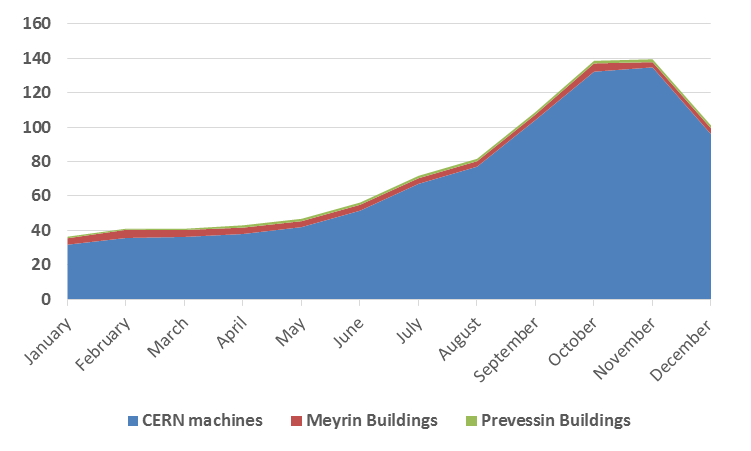 160
140
120
100
80
60
40
20
0
January
February
March
April
May
June
July
August
September
October
November
December
CERN machines Meyrin Buildings Prevessin Buildings